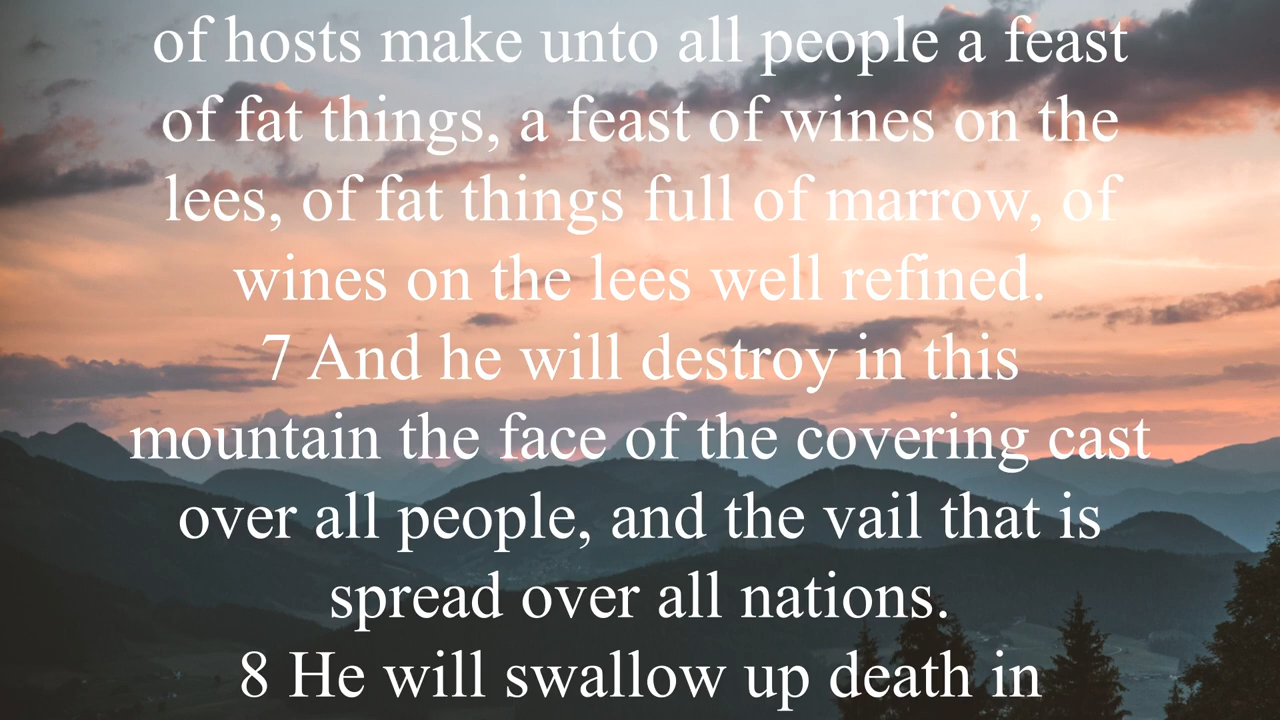 of hosts make unto all people a feast
of fat things, a feast of wines on the
lees, of fat things full of marrow, of
wines on the lees well refined.
7 And he will destroy in this
mountain the face of the covering cast
over all people, and the vail that is
spread over all nations.
8 He will swallow up death in